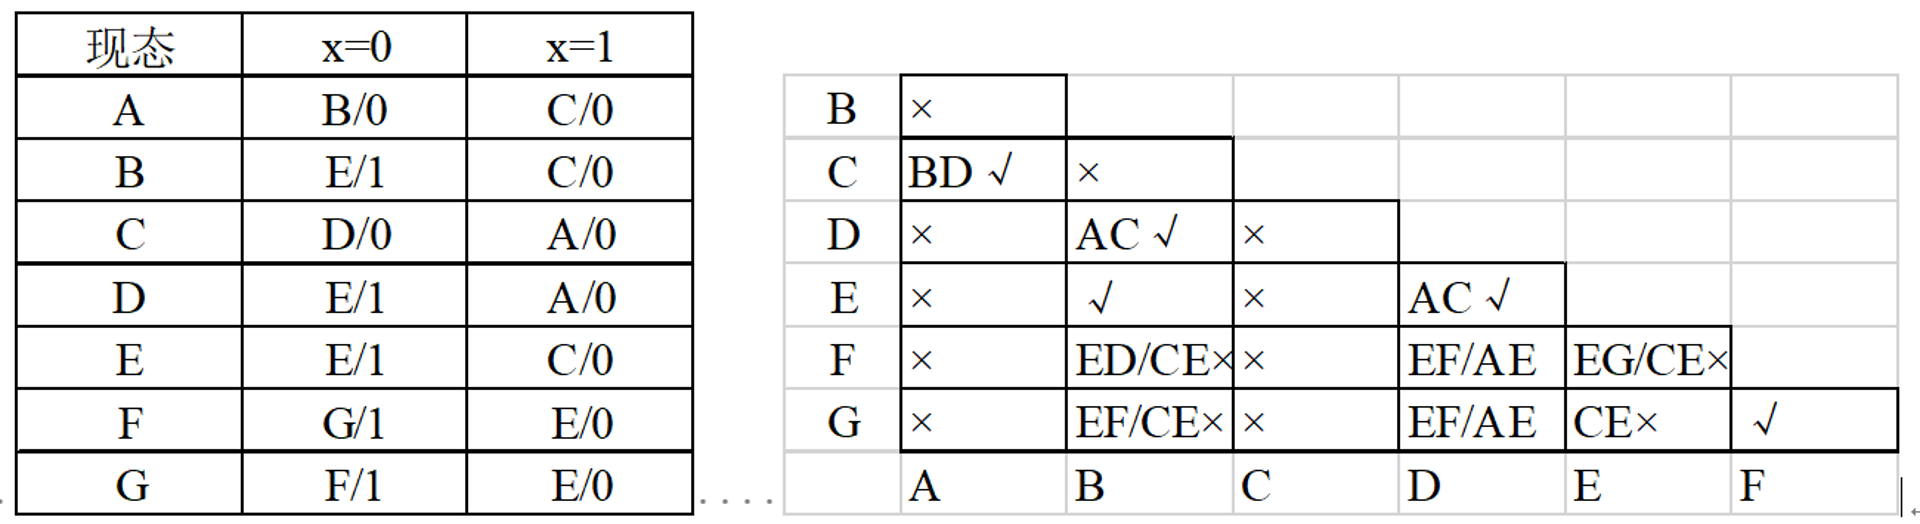 现态 x=0 x=1
A B/0 C/0
B E/1 C/0
C D/0 A/0
D E/1 A/0
E E/1 C/0
F G/1 E/0
G F/1 E/0
B ×
C BD √ ×
D × AC √ ×
E × √ × AC √
F × ED/CE× × EF/AE EG/CE×
G × EF/CE× × EF/AE CE× √
A B C D E F